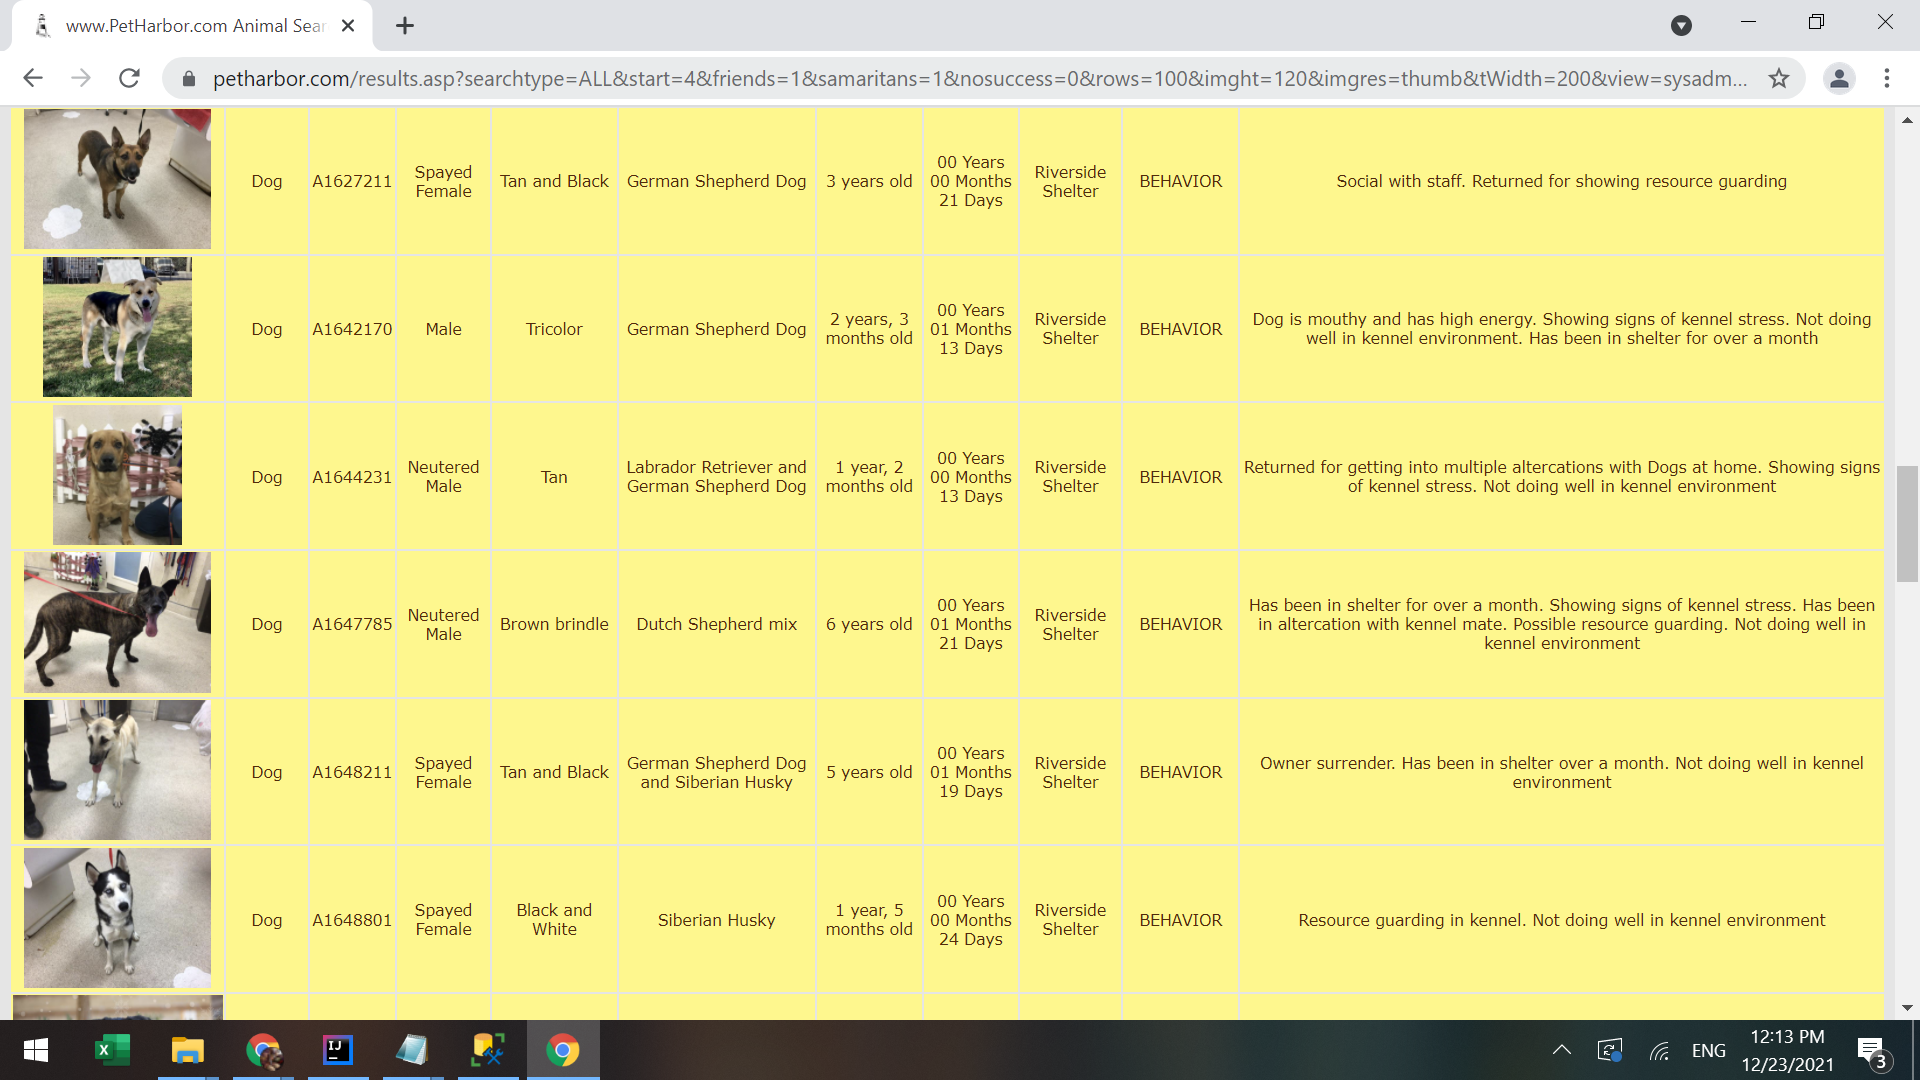 www.PetHarbor.com Animal Sear
petharbor.com/results.asp?searchtype=ALL&start=4&friends=1&samaritans=1&nosuccess=0&rows=100&imght=120&imgres=thumb&tWidth=200&view=sysadm...
Dog
A1627211
Spayed
Female
Tan and Black
German Shepherd Dog
3 years old
00 Years
00 Months
21 Days
Riverside
Shelter
BEHAVIOR
Social with staff. Returned for showing resource guarding
Dog
A1642170
Male
Tricolor
German Shepherd Dog
2 years, 3
months old
00 Years
01 Months
13 Days
Riverside
Shelter
BEHAVIOR
Dog is mouthy and has high energy. Showing signs of kennel stress. Not doing
well in kennel environment. Has been in shelter for over a month
Dog
A1644231
Neutered
Male
Tan
Labrador Retriever and
German Shepherd Dog
1 year, 2
months old
00 Years
00 Months
13 Days
Riverside
Shelter
BEHAVIOR
Returned for getting into multiple altercations with Dogs at home. Showing signs
of kennel stress. Not doing well in kennel environment
Dog
A1647785
Neutered
Male
Brown brindle
Dutch Shepherd mix
6 years old
00 Years
01 Months
21 Days
Riverside
Shelter
BEHAVIOR
Has been in shelter for over a month. Showing signs of kennel stress. Has been
in altercation with kennel mate. Possible resource guarding. Not doing well in
kennel environment
Dog
A1648211
Spayed
Female
Tan and Black
German Shepherd Dog
and Siberian Husky
5 years old
00 Years
01 Months
19 Days
Riverside
Shelter
BEHAVIOR
Owner surrender. Has been in shelter over a month. Not doing well in kennel
environment
Dog
A1648801
Spayed
Female
Black and
White
Siberian Husky
1 year, 5
months old
00 Years
00 Months
24 Days
Riverside
Shelter
BEHAVIOR
Resource guarding in kennel. Not doing well in kennel environment
X
IJ
ENG
12:13 PM
12/23/2021
3